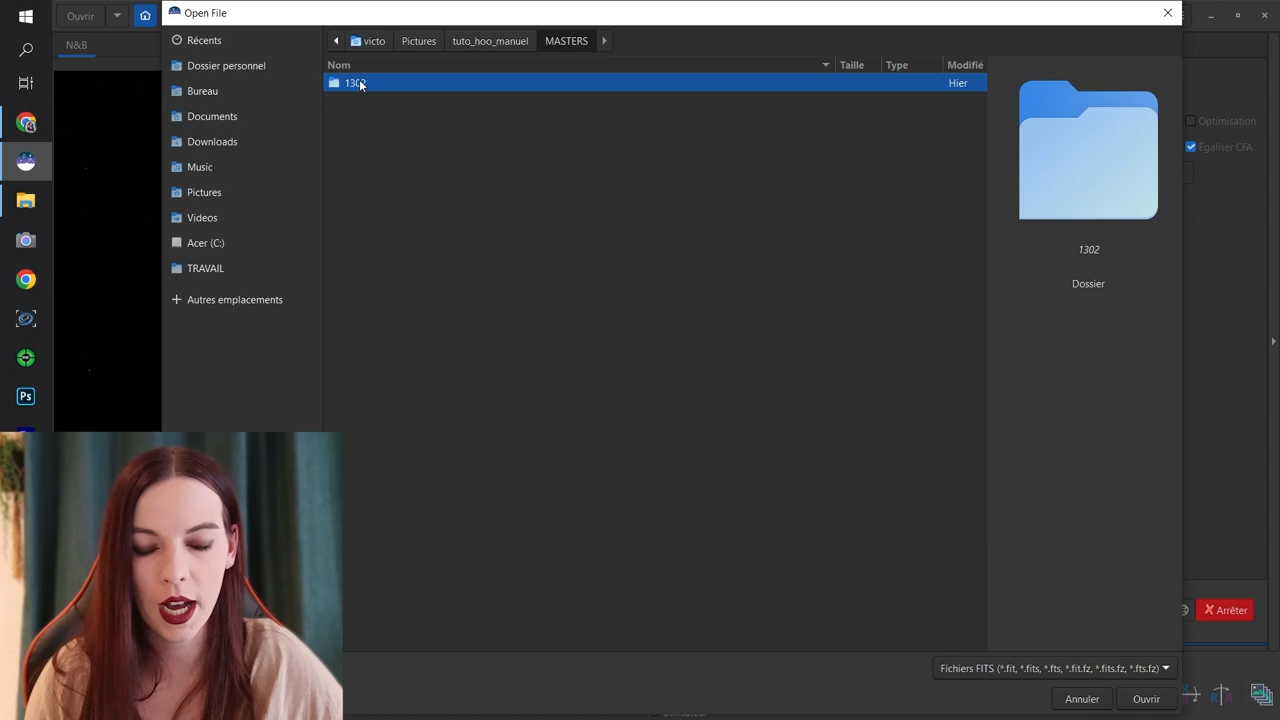 Ouvrir
Open File
N&B
Récents
Dossier personnel
Bureau
Documents
Downloads
Music
Pictures
Videos
Acer (C:)
TRAVAIL
Autres emplacements
victo
Pictures
tuto_hoo_manuel
MASTERS
Nom
Taille
Type
Modifié
1302
Hier
1302
Dossier
Optimisation
Égaliser CFA
Arrêter
Fichiers FITS (*.fit, *.fits, *.fts, *.fit.fz, *.fits.fz, *.fts.fz)
Annuler
Ouvrir
Ps